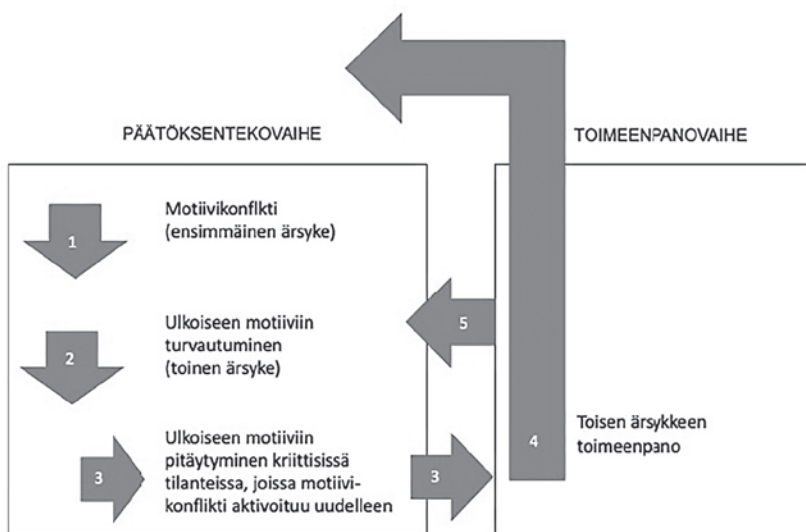 PÄÄTÖKSENTEKOVAIHE
TOIMEENPANOVAIHE
1
Motiivikonflkti
(ensimmäinen ärsyke)
2
Ulkoiseen motiiviin
turvautuminen
(toinen ärsyke)
3
Ulkoiseen motiiviin
pitäytyminen kriittisissä
tilanteissa, joissa motiivi-
konflikti aktivoituu uudelleen
3
5
4
Toisen ärsykkeen
toimeenpano